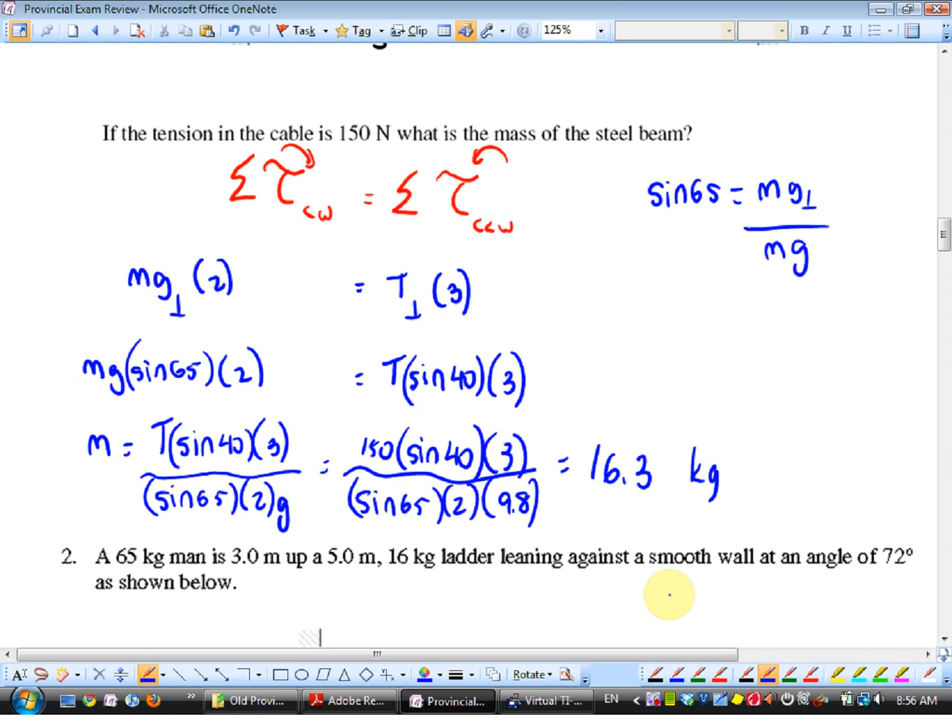 Provincial Exam Review - Microsoft Office OneNote
Task Tag Clip 125% B I U
If the tension in the cable is 150 N what is the mass of the steel beam?
Σ τcw = Σ τccw
sin65 = mg⊥ / mg
mg⊥ (2) = T⊥ (3)
mg(sin65)(2) = T(sin40)(3)
m = T(sin40)(3) / (sin65)(2)g = 150(sin40)(3) / (sin65)(2)(9.8) = 16.3 kg
2. A 65 kg man is 3.0 m up a 5.0 m, 16 kg ladder leaning against a smooth wall at an angle of 72°
as shown below.
Rotate
Old Provi... Adobe Re... Provincial... Virtual TI-... EN 8:56 AM